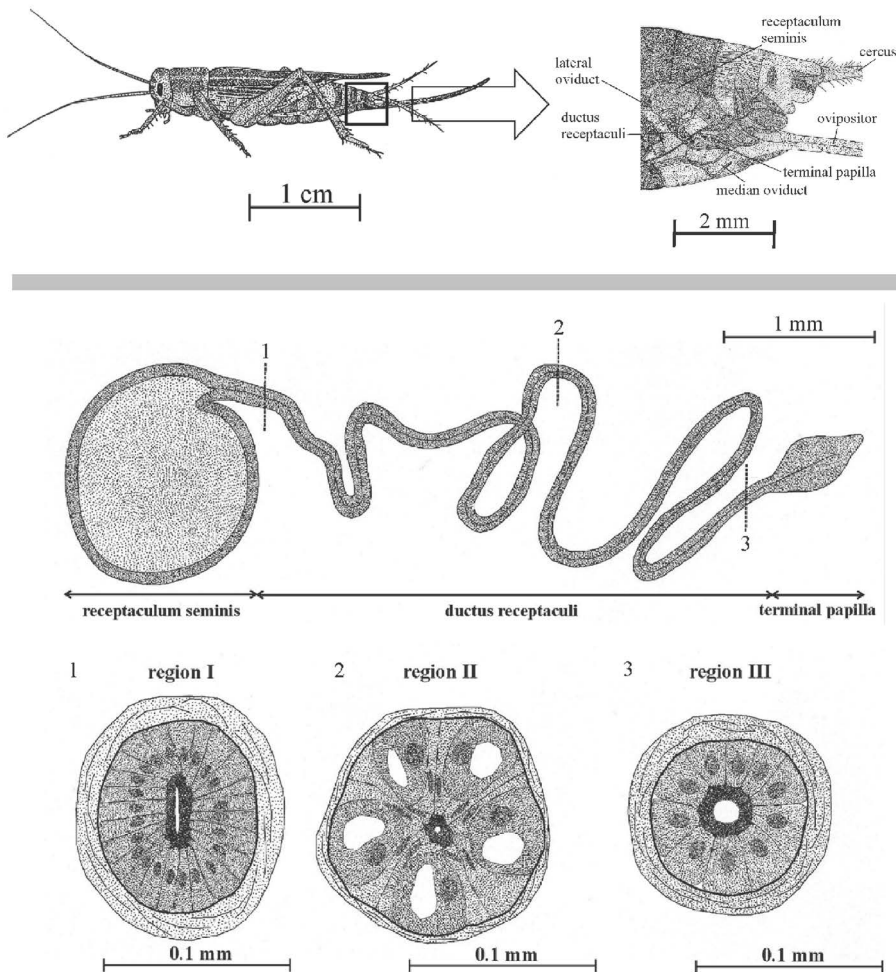 receptaculum
seminis
cercus
lateral
oviduct
ductus
receptaculi
ovipositor
terminal papilla
median oviduct
1 cm
2 mm
1 mm
1
2
3
receptaculum seminis
ductus receptaculi
terminal papilla
1 region I
2 region II
3 region III
0.1 mm
0.1 mm
0.1 mm